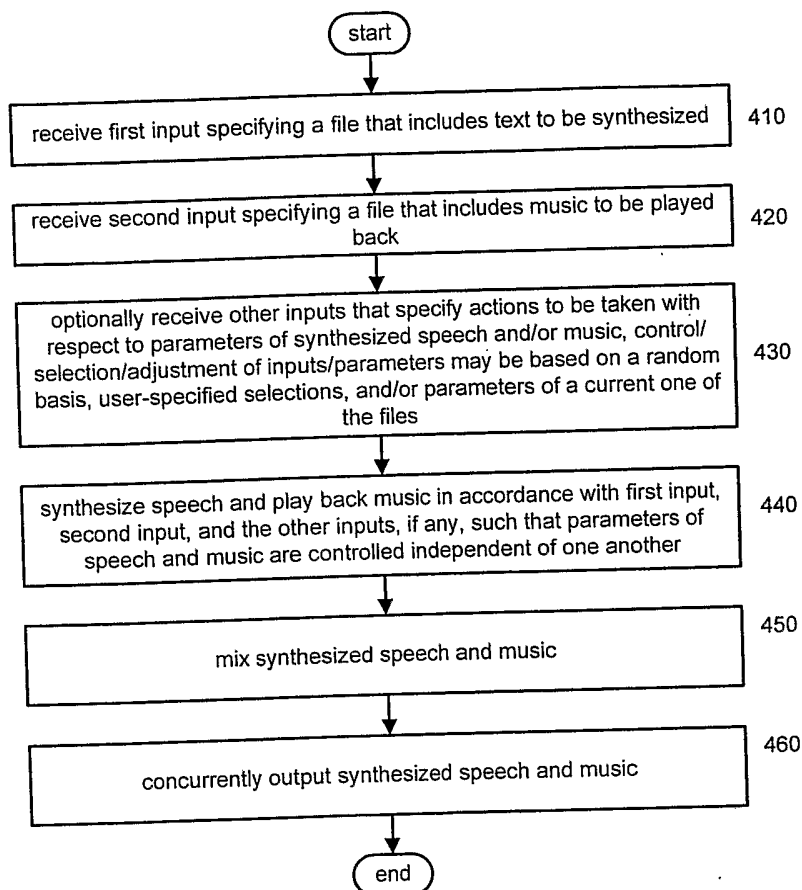 start
receive first input specifying a file that includes text to be synthesized
410
receive second input specifying a file that includes music to be played
back
420
optionally receive other inputs that specify actions to be taken with
respect to parameters of synthesized speech and/or music, control/
selection/adjustment of inputs/parameters may be based on a random
basis, user-specified selections, and/or parameters of a current one of
the files
430
synthesize speech and play back music in accordance with first input,
second input, and the other inputs, if any, such that parameters of
speech and music are controlled independent of one another
440
mix synthesized speech and music
450
concurrently output synthesized speech and music
460
end